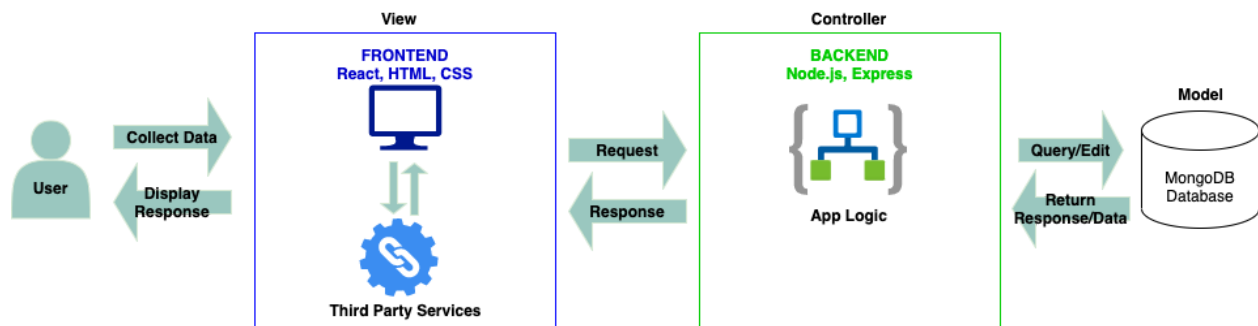 View
Controller
FRONTEND
React, HTML, CSS
BACKEND
Node.js, Express
Model
User
Collect Data
Display
Response
Request
Response
Query/Edit
Return
Response/Data
MongoDB
Database
App Logic
Third Party Services